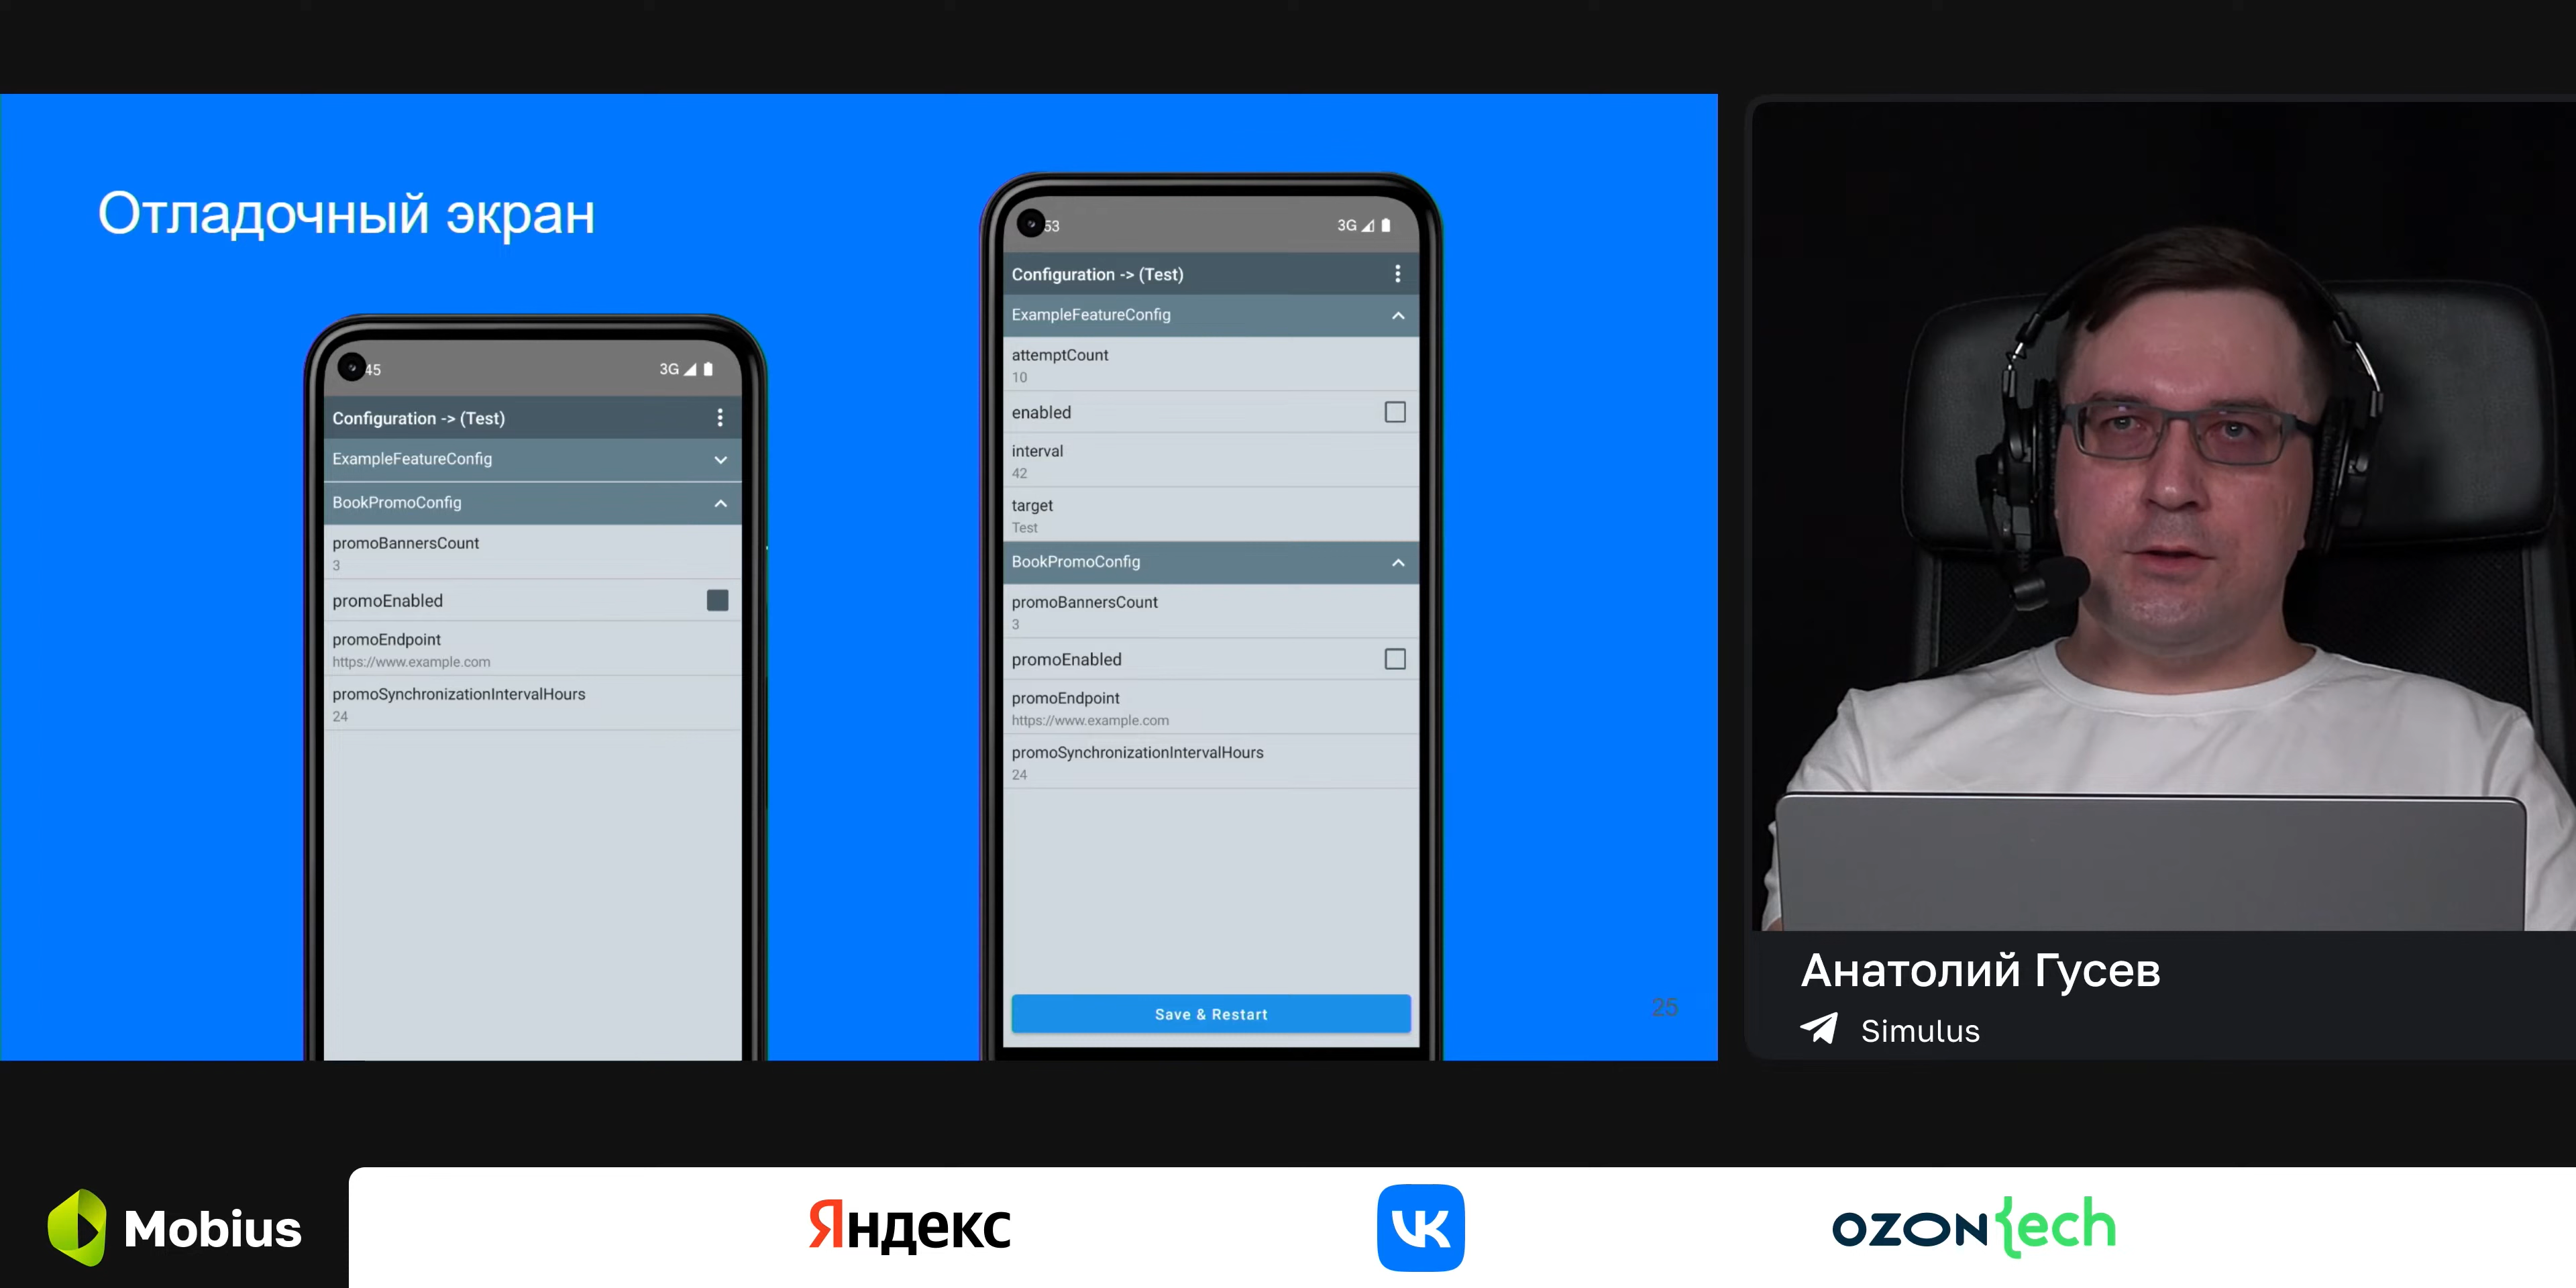 Отладочный экран
45
3G
Configuration -> (Test)
ExampleFeatureConfig
BookPromoConfig
promoBannersCount
3
promoEnabled
promoEndpoint
https://www.example.com
promoSynchronizationIntervalHours
24
53
3G
Configuration -> (Test)
ExampleFeatureConfig
attemptCount
10
enabled
interval
42
target
Test
BookPromoConfig
promoBannersCount
3
promoEnabled
promoEndpoint
https://www.example.com
promoSynchronizationIntervalHours
24
Save & Restart
25
Анатолий Гусев
Simulus
Mobius
Яндекс
VK
ozon{ech